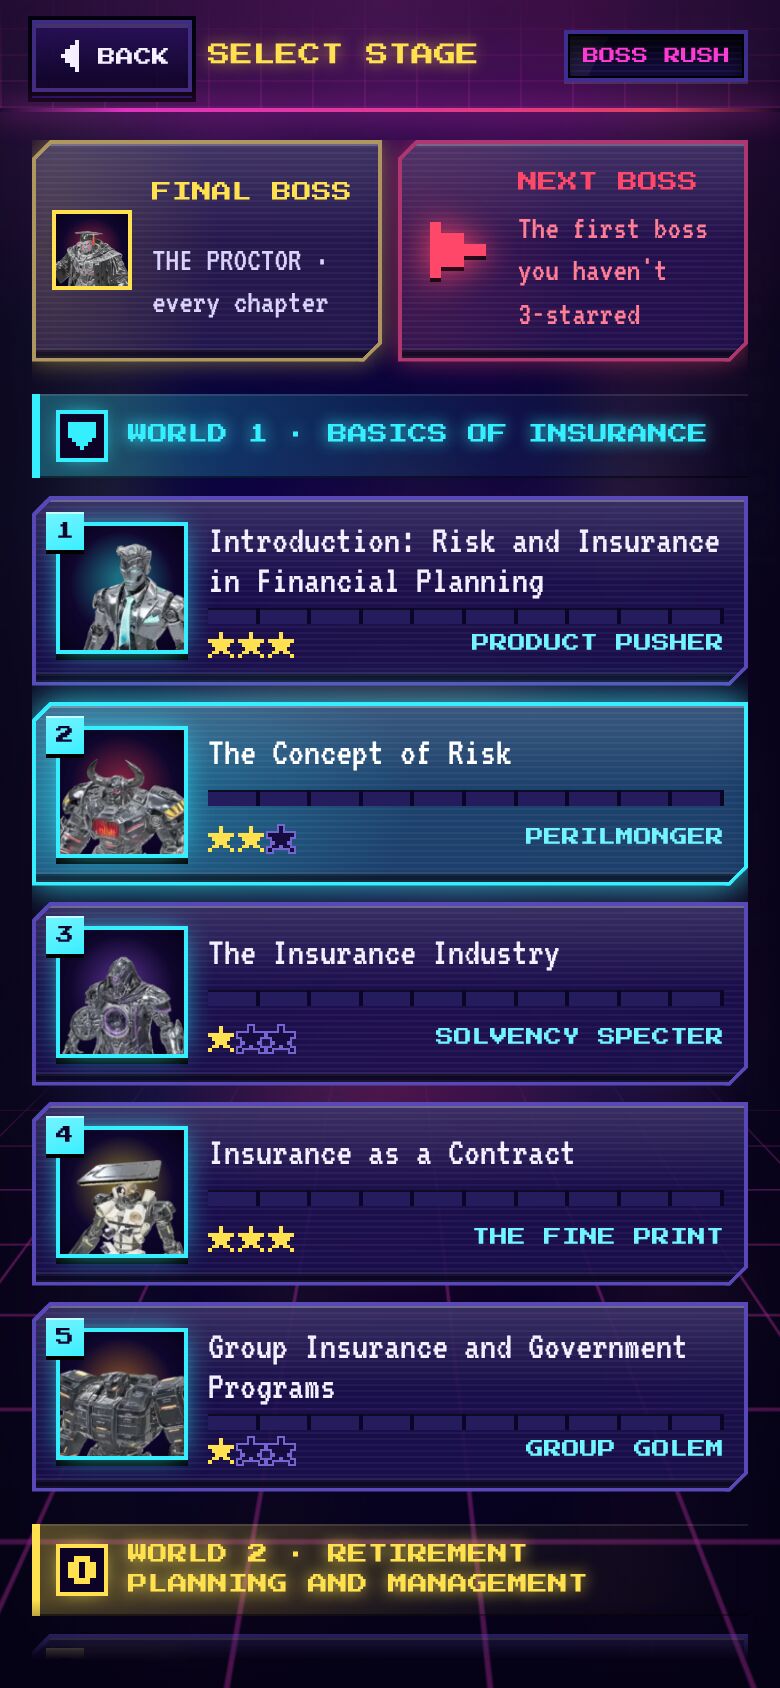 BACK
SELECT STAGE
BOSS RUSH
FINAL BOSS
THE PROCTOR ·
every chapter
NEXT BOSS
The first boss
you haven't
3-starred
WORLD 1 · BASICS OF INSURANCE
1
Introduction: Risk and Insurance
in Financial Planning
PRODUCT PUSHER
2
The Concept of Risk
PERILMONGER
3
The Insurance Industry
SOLVENCY SPECTER
4
Insurance as a Contract
THE FINE PRINT
5
Group Insurance and Government
Programs
GROUP GOLEM
WORLD 2 · RETIREMENT
PLANNING AND MANAGEMENT